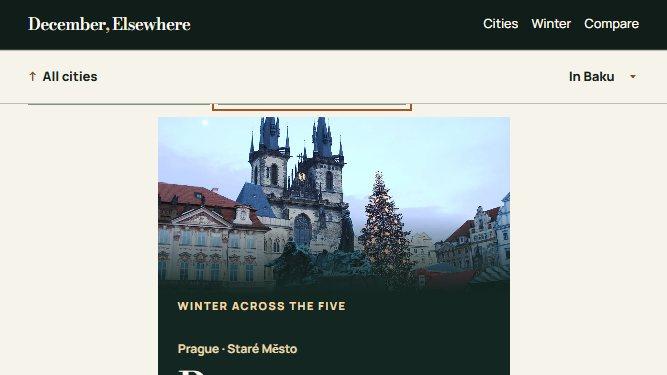 December, Elsewhere
Cities Winter Compare
↑ All cities
In Baku
WINTER ACROSS THE FIVE
Prague · Staré Město